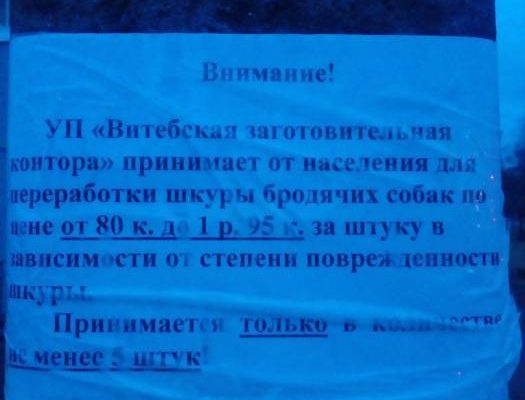 Внимание!
УП «Витебская заготовительная
контора» принимает от населения для
переработки шкуры бродячих собак по
цене от 80 к. до 1 р. 95 к. за штуку в
зависимости от степени поврежденности
шкуры.
Принимается только в количестве
не менее 5 штук!